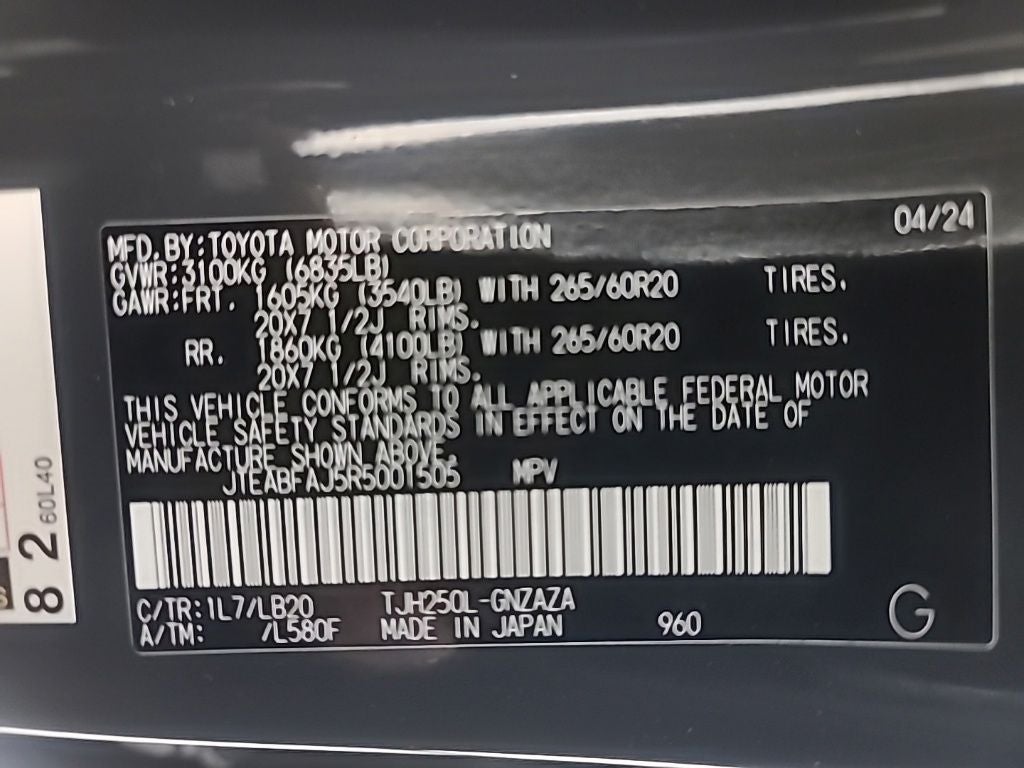 04/24
MFD.BY:TOYOTA MOTOR CORPORATION
GVWR:3100KG (6835LB)
GAWR:FRT. 1605KG (3540LB) WITH 265/60R20 TIRES.
20X7 1/2J RIMS.
RR. 1860KG (4100LB) WITH 265/60R20 TIRES.
20X7 1/2J RIMS.
THIS VEHICLE CONFORMS TO ALL APPLICABLE FEDERAL MOTOR
VEHICLE SAFETY STANDARDS IN EFFECT ON THE DATE OF
MANUFACTURE SHOWN ABOVE.
JTEABFAJ5R5001505 MPV
C/TR:1L7/LB20 TJH250L-GNZAZA
A/TM: /L580F MADE IN JAPAN 960
G
8 2 60L40